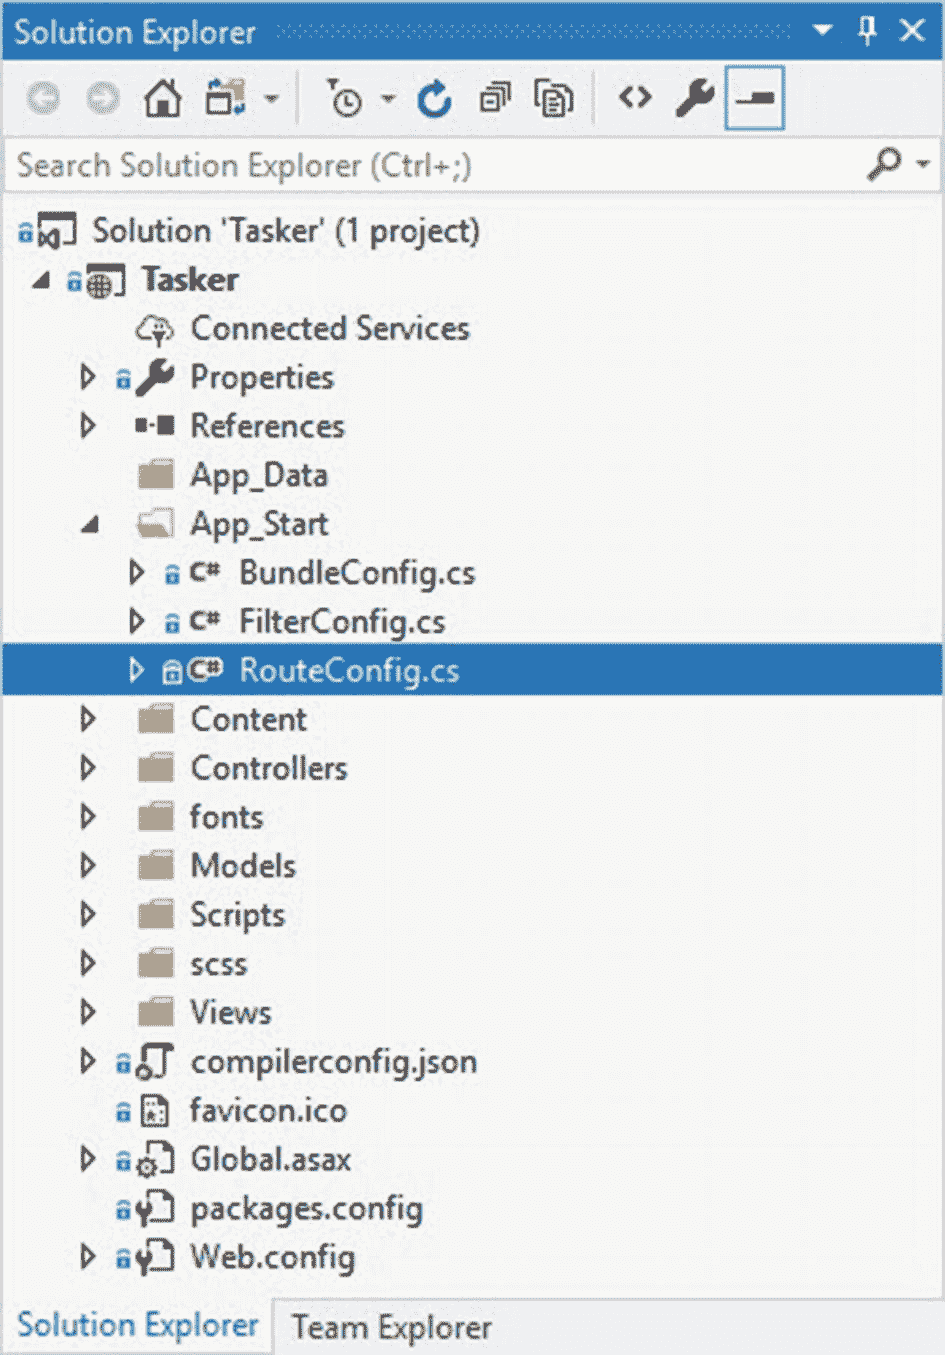 Solution Explorer
Search Solution Explorer (Ctrl+;)
Solution 'Tasker' (1 project)
Tasker
Connected Services
Properties
References
App_Data
App_Start
C# BundleConfig.cs
C# FilterConfig.cs
C# RouteConfig.cs
Content
Controllers
fonts
Models
Scripts
scss
Views
compilerconfig.json
favicon.ico
Global.asax
packages.config
Web.config
Solution Explorer Team Explorer